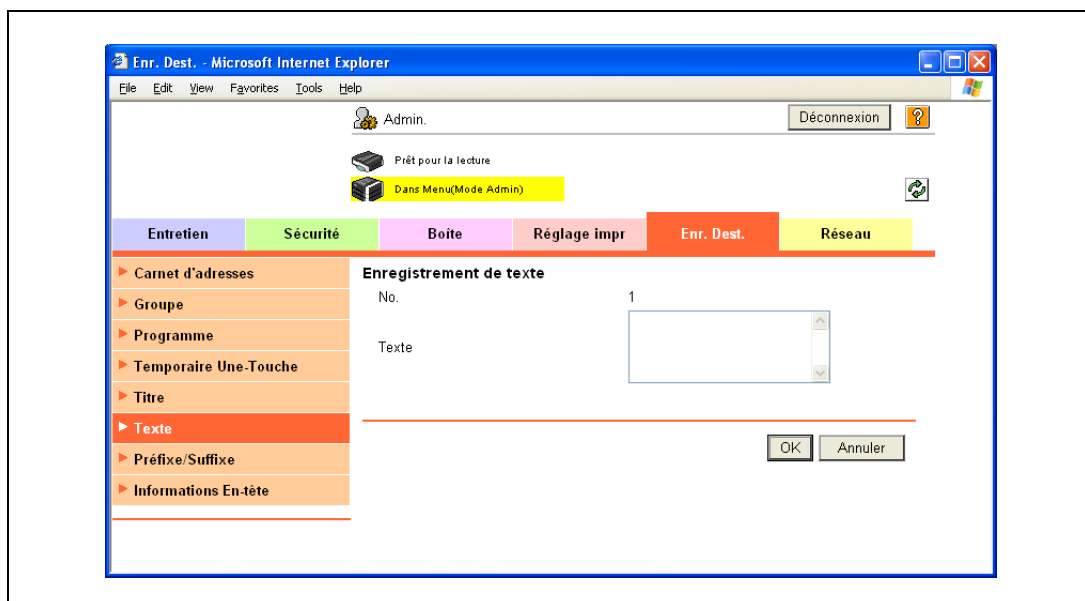 Enr. Dest. - Microsoft Internet Explorer
File Edit View Favorites Tools Help
Admin. Déconnexion ?
Prêt pour la lecture
Dans Menu(Mode Admin)
Entretien Sécurité Boite Réglage impr Enr. Dest. Réseau
Carnet d'adresses
Groupe
Programme
Temporaire Une-Touche
Titre
Texte
Préfixe/Suffixe
Informations En-tête
Enregistrement de texte
No. 1
Texte
OK Annuler